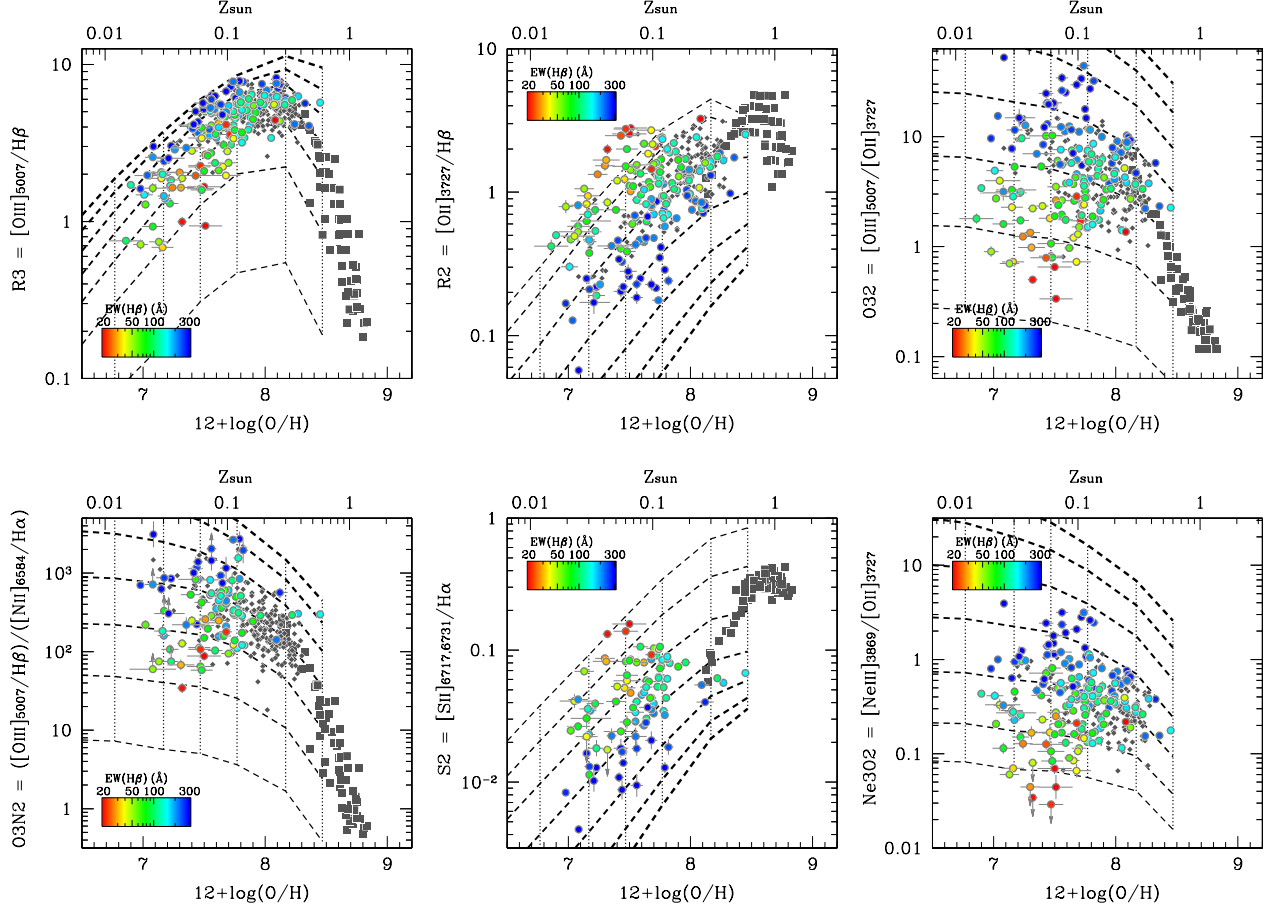 Zsun
0.01 0.1 1
10
1
0.1
R3 = [OIII]5007/Hβ
EW(Hβ) (Å)
20 50 100 300
7 8 9
12+log(O/H)
Zsun
0.01 0.1 1
10
1
0.1
R2 = [OII]3727/Hβ
EW(Hβ) (Å)
20 50 100 300
7 8 9
12+log(O/H)
Zsun
0.01 0.1 1
10
1
0.1
O32 = [OIII]5007/[OII]3727
EW(Hβ) (Å)
20 50 100 300
7 8 9
12+log(O/H)
Zsun
0.01 0.1 1
10³
10²
10
1
O3N2 = ([OIII]5007/Hβ)/([NII]6584/Hα)
EW(Hβ) (Å)
20 50 100 300
7 8 9
12+log(O/H)
Zsun
0.01 0.1 1
1
0.1
10⁻²
S2 = [SII]6717,6731/Hα
EW(Hβ) (Å)
20 50 100 300
7 8 9
12+log(O/H)
Zsun
0.01 0.1 1
10
1
0.1
0.01
Ne3O2 = [NeIII]3869/[OII]3727
EW(Hβ) (Å)
20 50 100 300
7 8 9
12+log(O/H)